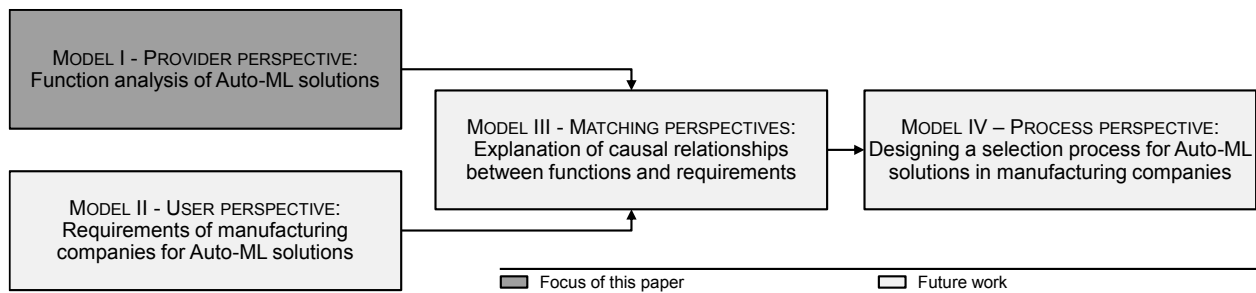 MODEL I - PROVIDER PERSPECTIVE:
Function analysis of Auto-ML solutions
MODEL II - USER PERSPECTIVE:
Requirements of manufacturing
companies for Auto-ML solutions
MODEL III - MATCHING PERSPECTIVES:
Explanation of causal relationships
between functions and requirements
MODEL IV – PROCESS PERSPECTIVE:
Designing a selection process for Auto-ML
solutions in manufacturing companies
Focus of this paper
Future work